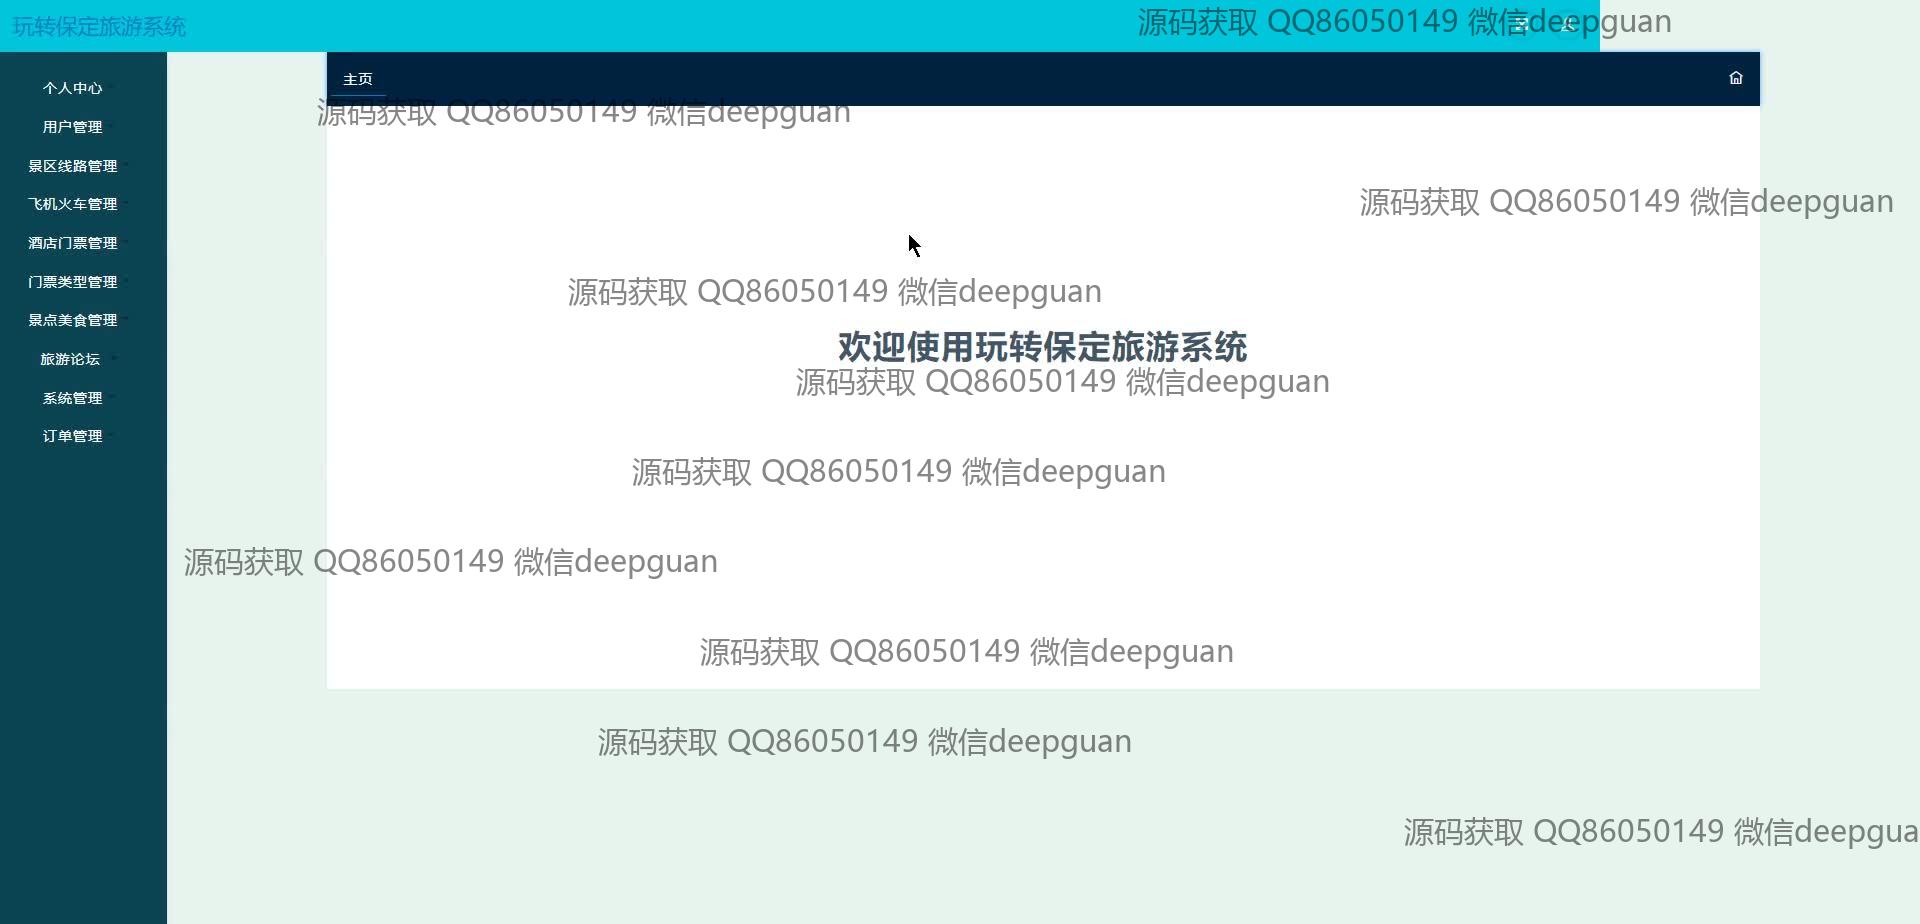 玩转保定旅游系统
源码获取 QQ86050149 微信deepguan
主页
个人中心
源码获取 QQ86050149 微信deepguan
用户管理
景区线路管理
源码获取 QQ86050149 微信deepguan
飞机火车管理
酒店门票管理
门票类型管理
源码获取 QQ86050149 微信deepguan
景点美食管理
欢迎使用玩转保定旅游系统
旅游论坛
源码获取 QQ86050149 微信deepguan
系统管理
订单管理
源码获取 QQ86050149 微信deepguan
源码获取 QQ86050149 微信deepguan
源码获取 QQ86050149 微信deepguan
源码获取 QQ86050149 微信deepguan
源码获取 QQ86050149 微信deepgua